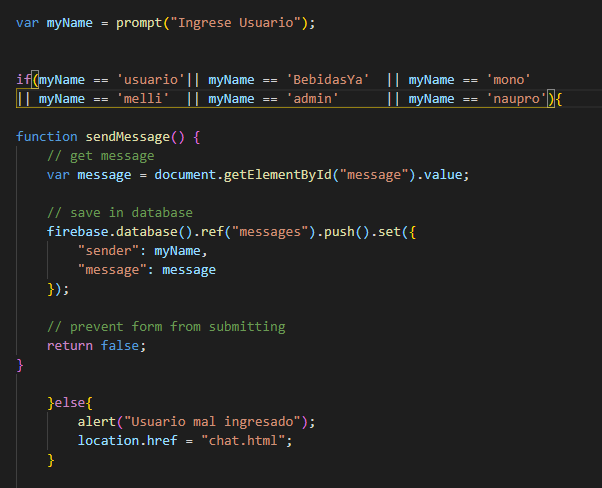 var myName = prompt("Ingrese Usuario");
if(myName == 'usuario'|| myName == 'BebidasYa' || myName == 'mono'
|| myName == 'melli' || myName == 'admin' || myName == 'naupro'){
function sendMessage() {
// get message
var message = document.getElementById("message").value;
// save in database
firebase.database().ref("messages").push().set({
"sender": myName,
"message": message
});
// prevent form from submitting
return false;
}
}else{
alert("Usuario mal ingresado");
location.href = "chat.html";
}